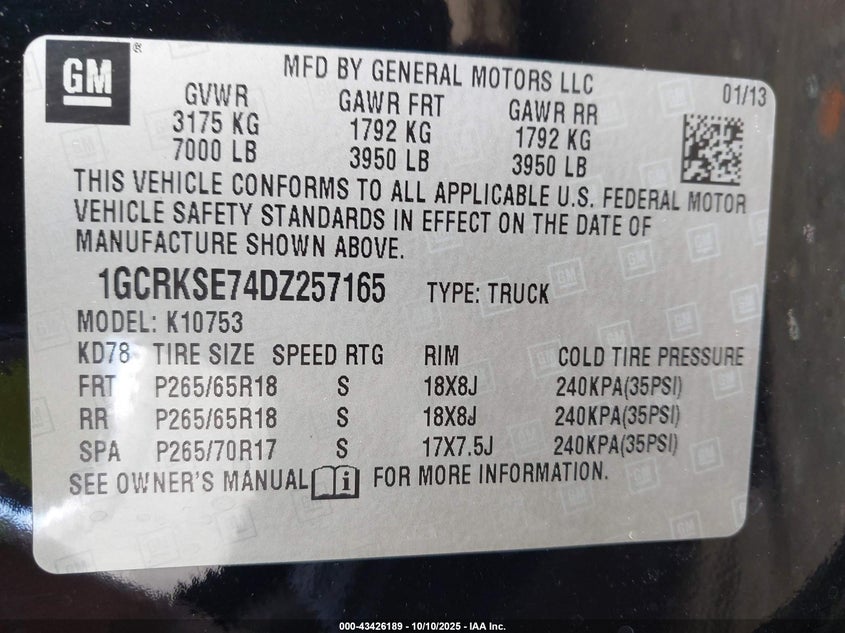 GM ®
MFD BY GENERAL MOTORS LLC
01/13
GVWR GAWR FRT GAWR RR
3175 KG 1792 KG 1792 KG
7000 LB 3950 LB 3950 LB
THIS VEHICLE CONFORMS TO ALL APPLICABLE U.S. FEDERAL MOTOR
VEHICLE SAFETY STANDARDS IN EFFECT ON THE DATE OF
MANUFACTURE SHOWN ABOVE.
1GCRKSE74DZ257165 TYPE: TRUCK
MODEL: K10753
KD78 TIRE SIZE SPEED RTG RIM COLD TIRE PRESSURE
FRT P265/65R18 S 18X8J 240KPA(35PSI)
RR P265/65R18 S 18X8J 240KPA(35PSI)
SPA P265/70R17 S 17X7.5J 240KPA(35PSI)
SEE OWNER'S MANUAL i FOR MORE INFORMATION.
000-43426189 - 10/10/2025 - IAA Inc.